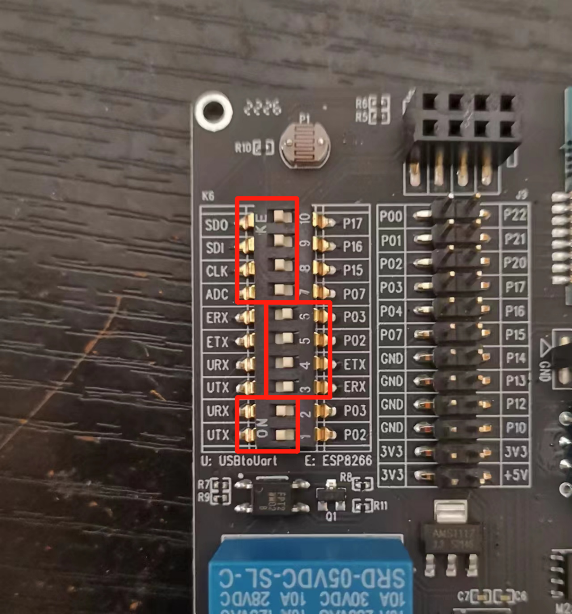 2226
R6
R5
P1
R10
K6
J9
SDO KE 10 P17
SDI 9 P16
CLK 8 P15
ADC 7 P07
ERX 6 P03
ETX 5 P02
URX 4 ETX
UTX 3 ERX
URX 2 P03
UTX ON 1 P02
P00 P22
P01 P21
P02 P20
P03 P17
P04 P16
P07 P15
GND P14
GND P13
GND P12
GND P10
3V3 3V3
3V3 +5V
GND
U: USBtoUart E: ESP8266
R7
R9
R8
Q1
R11
AMS1117
SRD-05VDC-SL-C
10A 30VDC 10A 28VDC
C7
C6